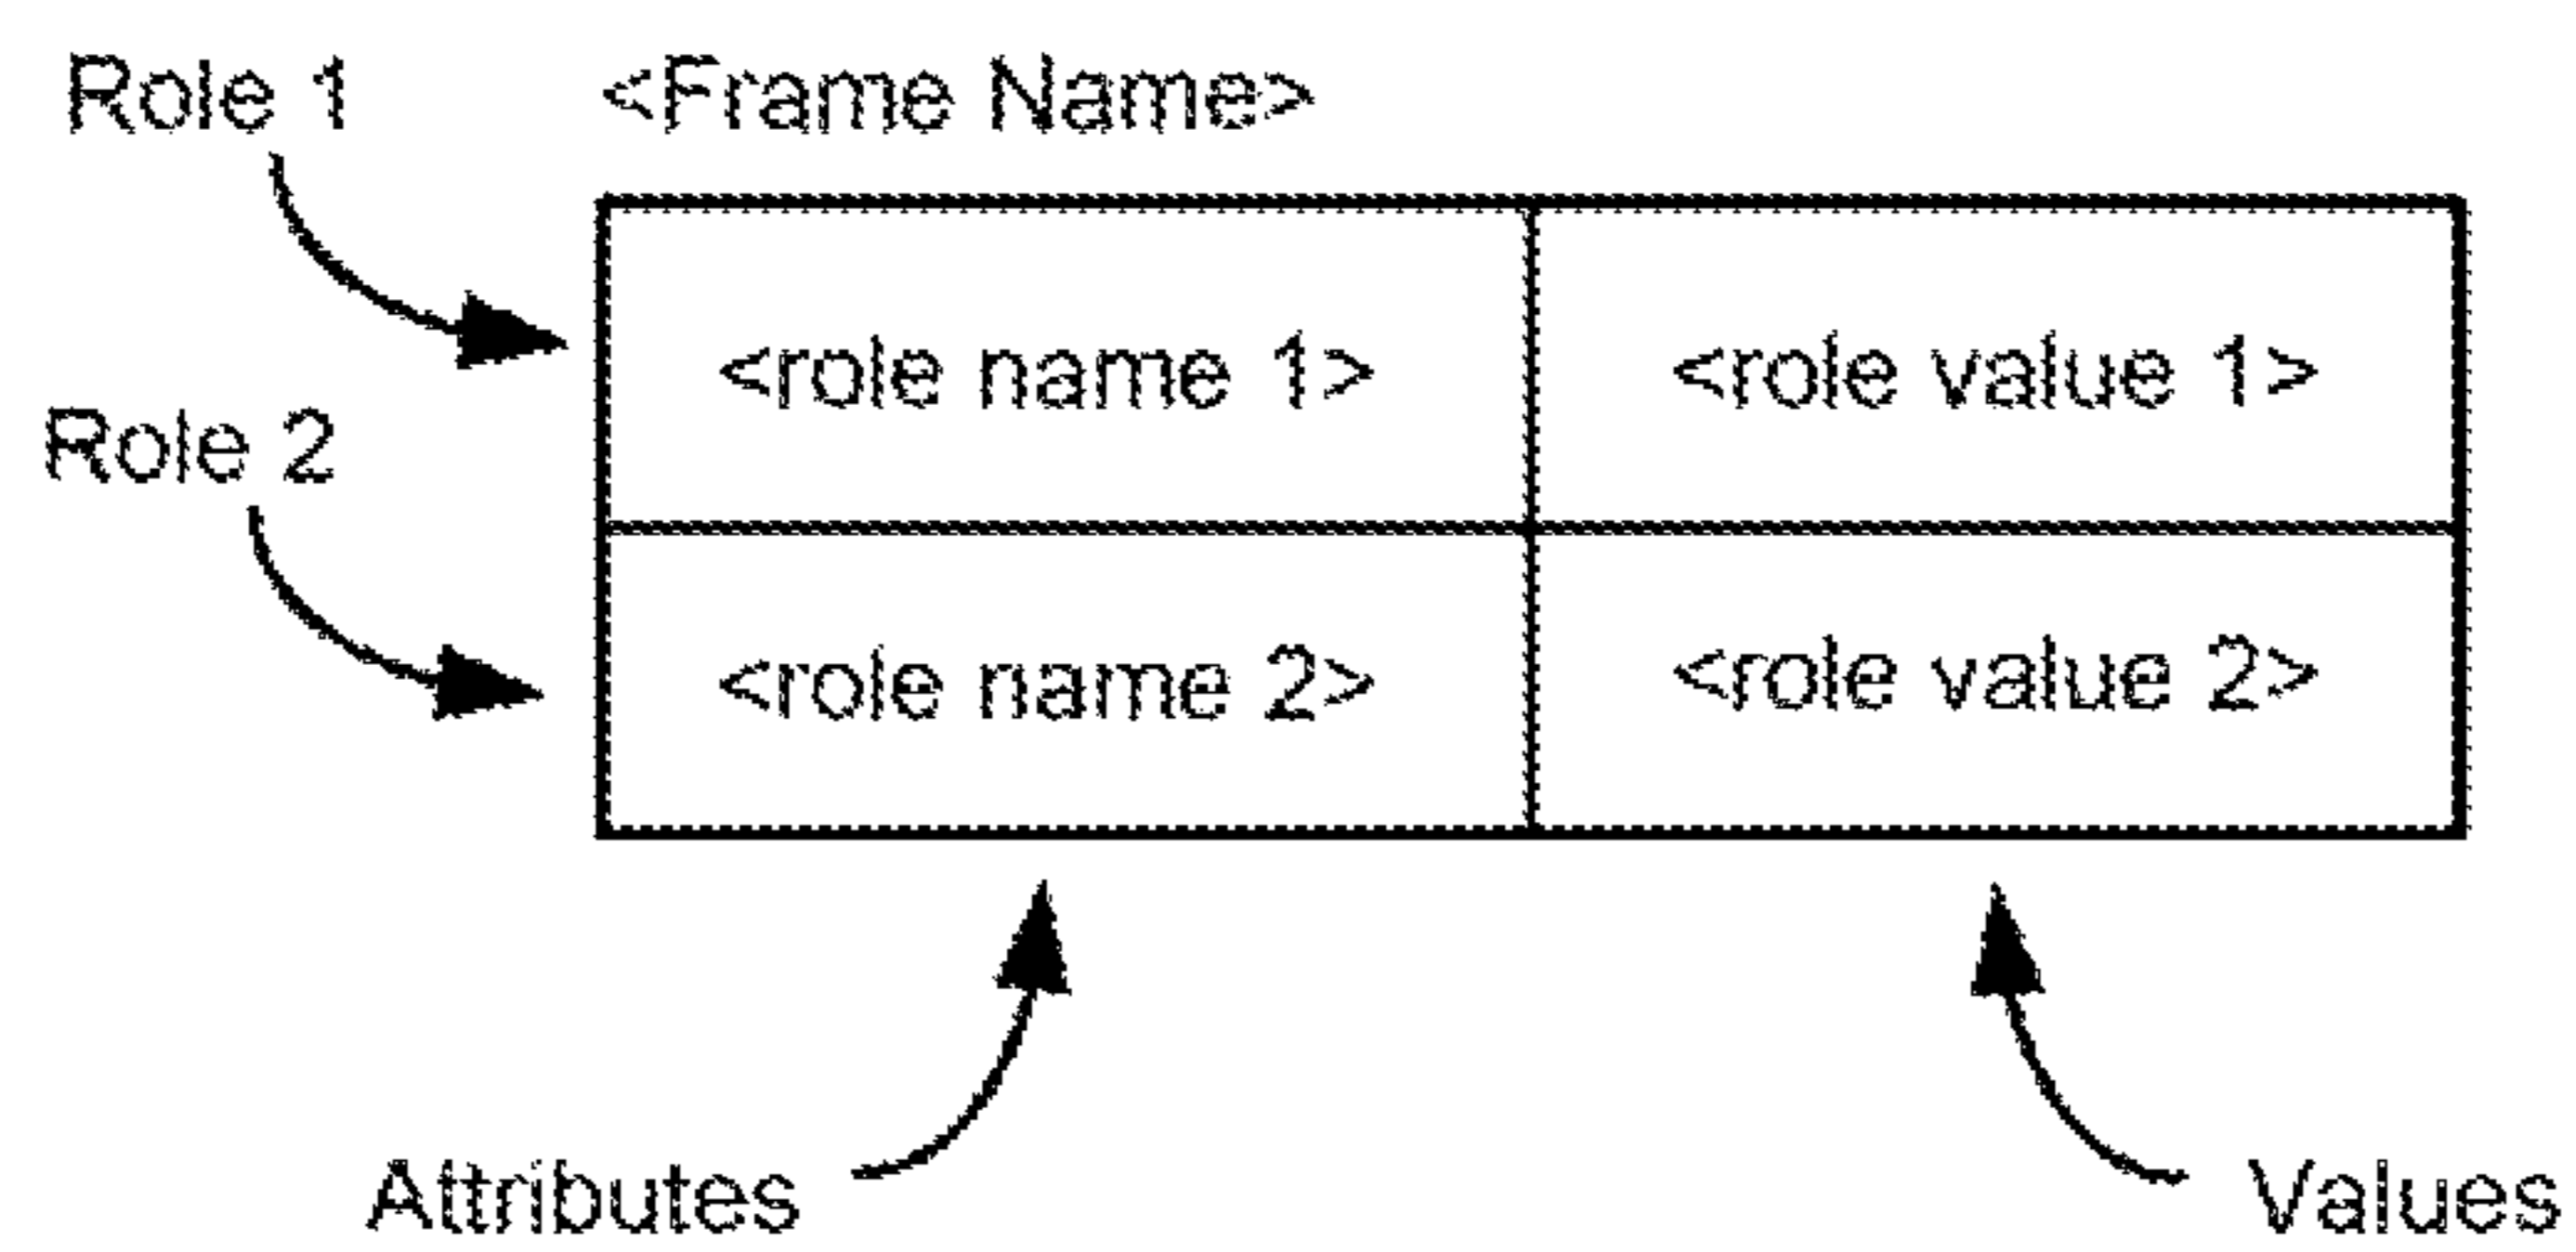 Role 1
<Frame Name>
<role name 1>
<role value 1>
Role 2
<role name 2>
<role value 2>
Attributes
Values